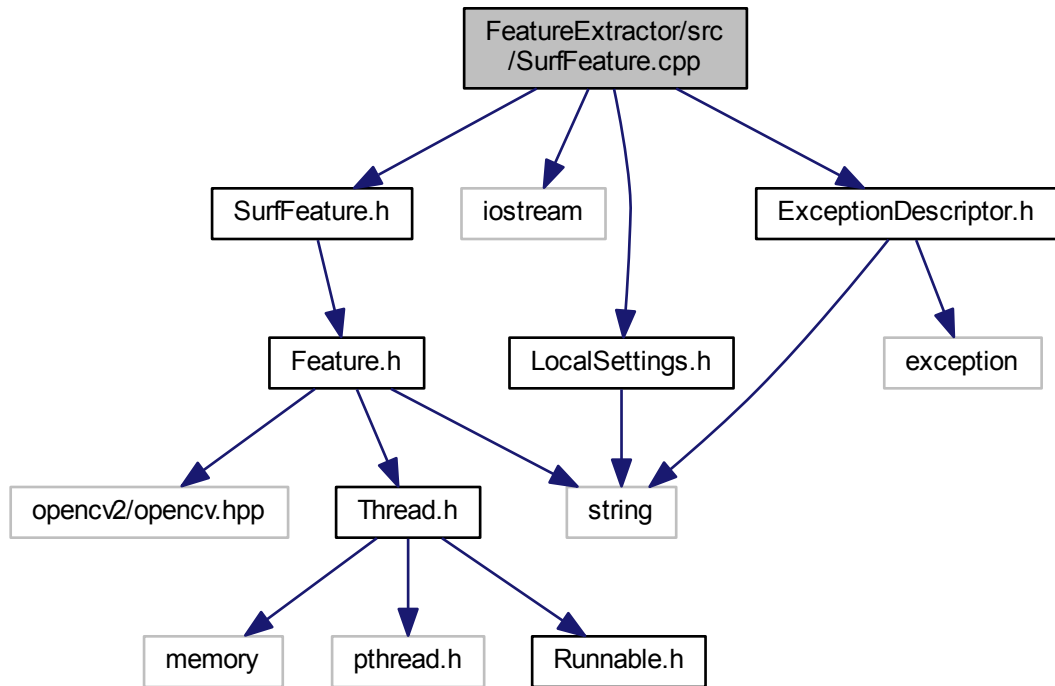 FeatureExtractor/src
/SurfFeature.cpp
SurfFeature.h
iostream
ExceptionDescriptor.h
Feature.h
LocalSettings.h
exception
opencv2/opencv.hpp
Thread.h
string
memory
pthread.h
Runnable.h